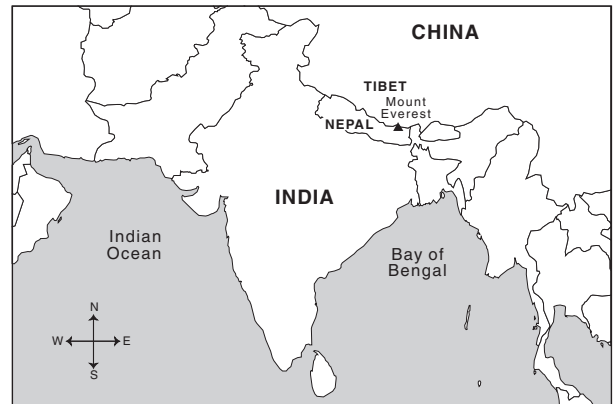 CHINA
TIBET
Mount
Everest
NEPAL
INDIA
Indian
Ocean
Bay of
Bengal
N
W E
S